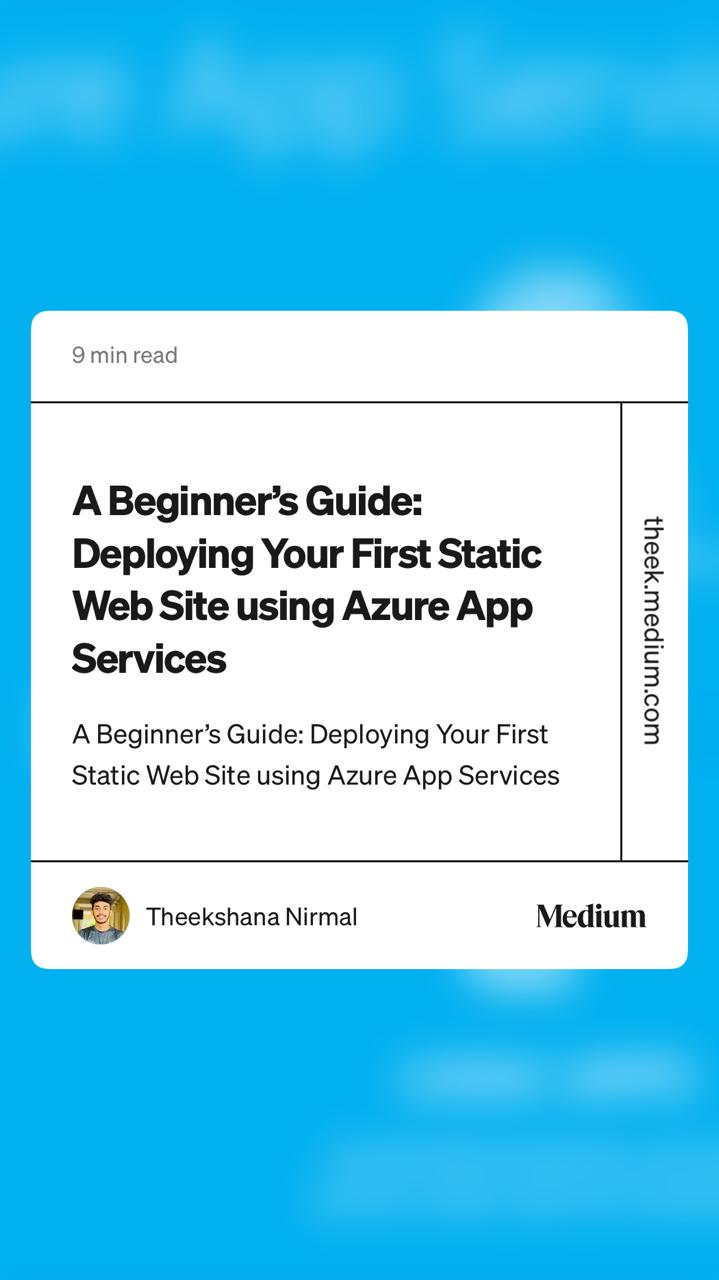 9 min read
A Beginner’s Guide:
Deploying Your First Static
Web Site using Azure App
Services
A Beginner’s Guide: Deploying Your First
Static Web Site using Azure App Services
theek.medium.com
Theekshana Nirmal
Medium